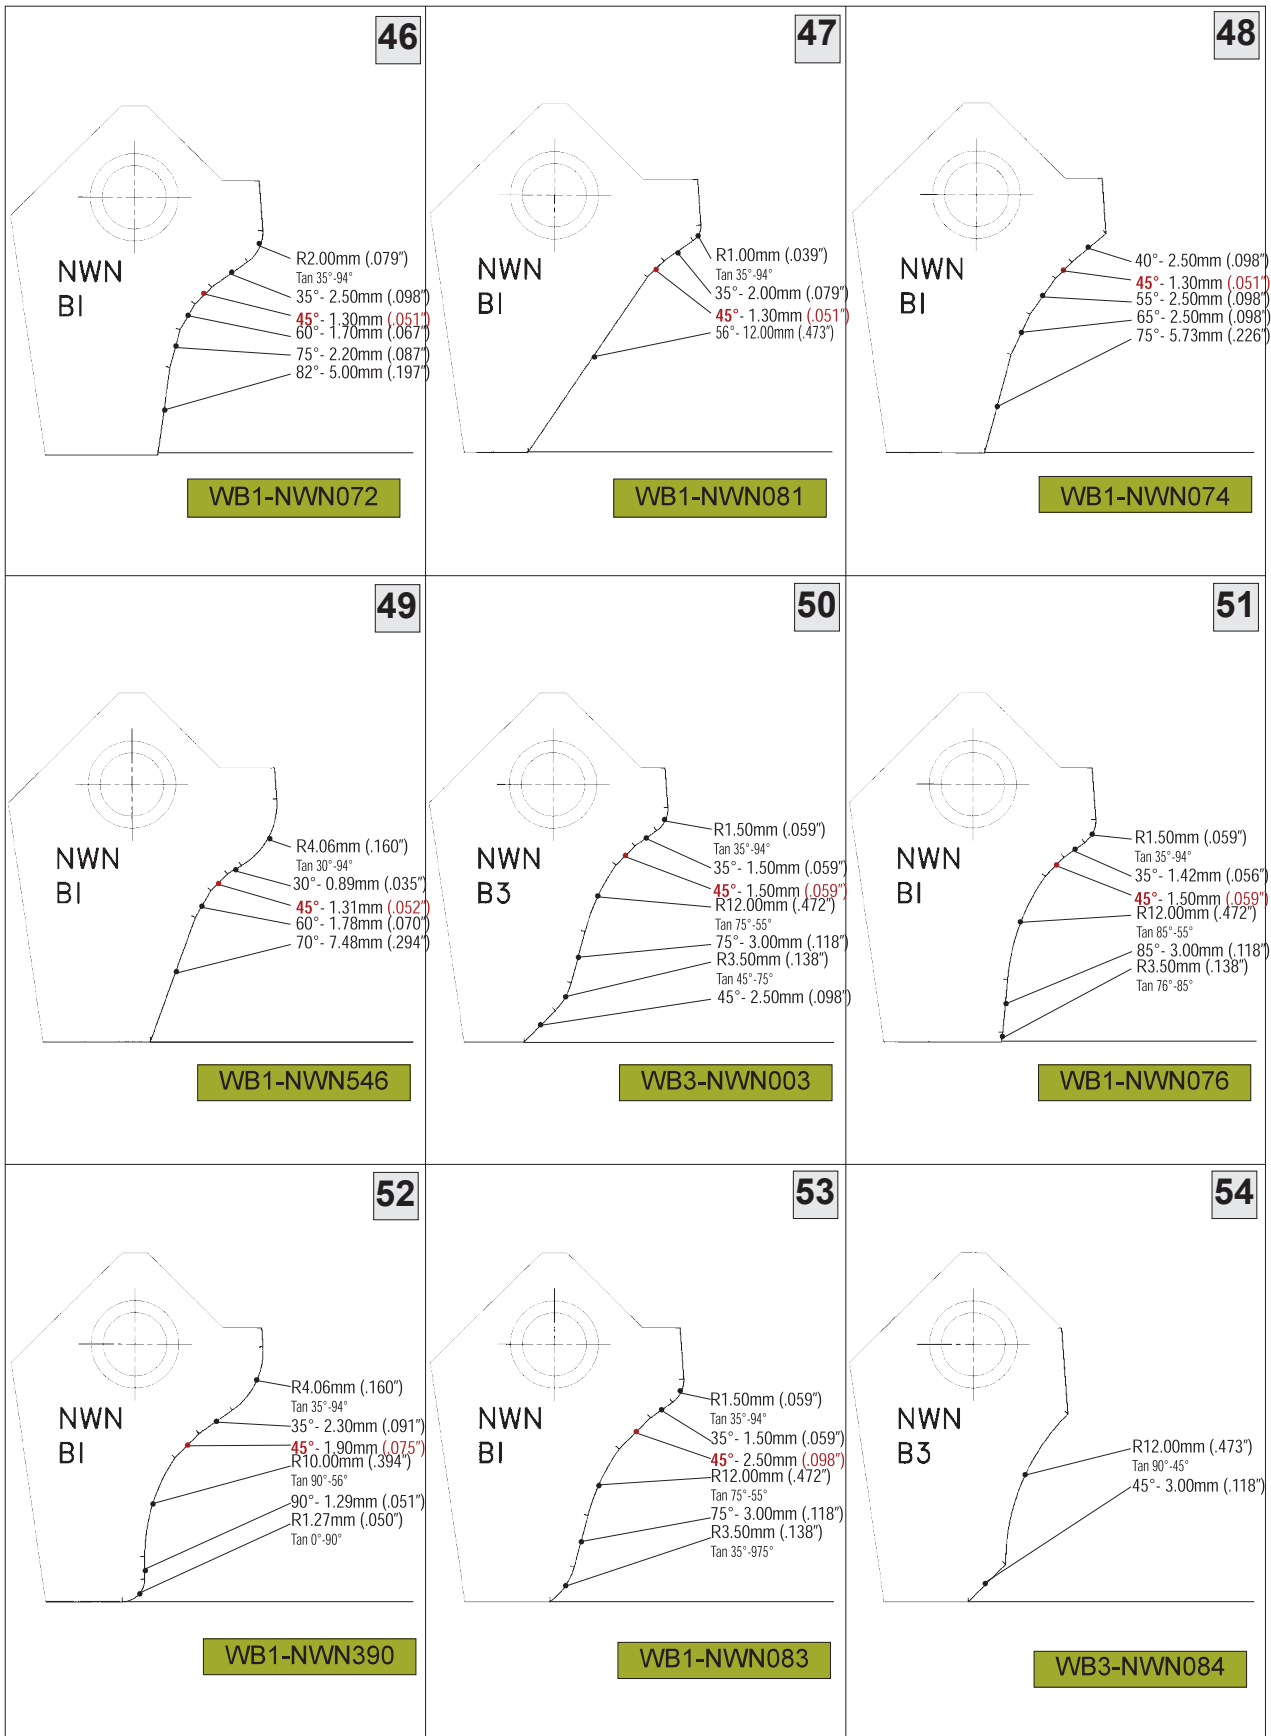 46
NWN
B1
R2.00mm (.079")
Tan 35°-94°
35°- 2.50mm (.098")
45°- 1.30mm (.051")
60°- 1.70mm (.067")
75°- 2.20mm (.087")
82°- 5.00mm (.197")
WB1-NWN072
47
NWN
B1
R1.00mm (.039")
Tan 35°-94°
35°- 2.00mm (.079")
45°- 1.30mm (.051")
56°- 12.00mm (.473")
WB1-NWN081
48
NWN
B1
40°- 2.50mm (.098")
45°- 1.30mm (.051")
55°- 2.50mm (.098")
65°- 2.50mm (.098")
75°- 5.73mm (.226")
WB1-NWN074
49
NWN
B1
R4.06mm (.160")
Tan 30°-94°
30°- 0.89mm (.035")
45°- 1.31mm (.052")
60°- 1.78mm (.070")
70°- 7.48mm (.294")
WB1-NWN546
50
NWN
B3
R1.50mm (.059")
Tan 35°-94°
35°- 1.50mm (.059")
45°- 1.50mm (.059")
R12.00mm (.472")
Tan 75°-55°
75°- 3.00mm (.118")
R3.50mm (.138")
Tan 45°-75°
45°- 2.50mm (.098")
WB3-NWN003
51
NWN
B1
R1.50mm (.059")
Tan 35°-94°
35°- 1.42mm (.056")
45°- 1.50mm (.059")
R12.00mm (.472")
Tan 85°-55°
85°- 3.00mm (.118")
R3.50mm (.138")
Tan 76°-85°
WB1-NWN076
52
NWN
B1
R4.06mm (.160")
Tan 35°-94°
35°- 2.30mm (.091")
45°- 1.90mm (.075")
R10.00mm (.394")
Tan 90°-56°
90°- 1.29mm (.051")
R1.27mm (.050")
Tan 0°-90°
WB1-NWN390
53
NWN
B1
R1.50mm (.059")
Tan 35°-94°
35°- 1.50mm (.059")
45°- 2.50mm (.098")
R12.00mm (.472")
Tan 75°-55°
75°- 3.00mm (.118")
R3.50mm (.138")
Tan 35°-975°
WB1-NWN083
54
NWN
B3
R12.00mm (.473")
Tan 90°-45°
45°- 3.00mm (.118")
WB3-NWN084